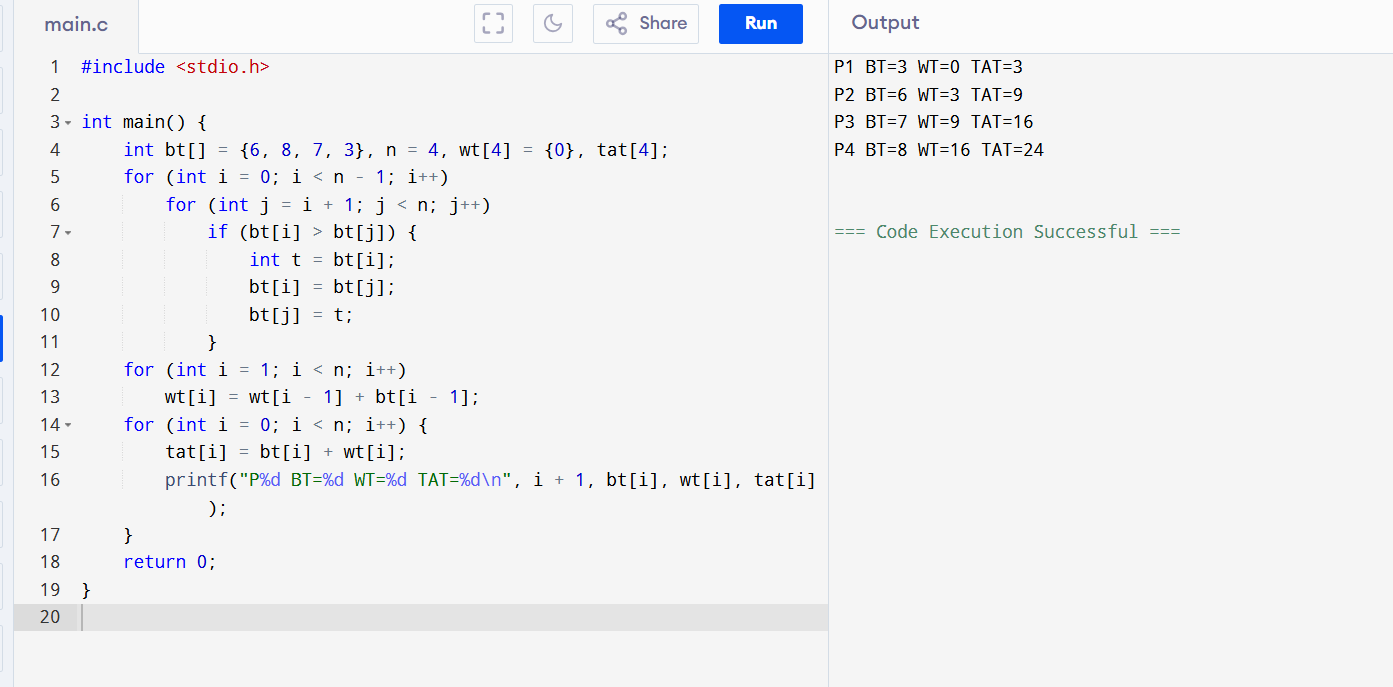 main.c
Share
Run
Output
1 #include <stdio.h>
2
3 int main() {
4     int bt[] = {6, 8, 7, 3}, n = 4, wt[4] = {0}, tat[4];
5     for (int i = 0; i < n - 1; i++)
6         for (int j = i + 1; j < n; j++)
7             if (bt[i] > bt[j]) {
8                 int t = bt[i];
9                 bt[i] = bt[j];
10                 bt[j] = t;
11             }
12     for (int i = 1; i < n; i++)
13         wt[i] = wt[i - 1] + bt[i - 1];
14     for (int i = 0; i < n; i++) {
15         tat[i] = bt[i] + wt[i];
16         printf("P%d BT=%d WT=%d TAT=%d\n", i + 1, bt[i], wt[i], tat[i]
            );
17     }
18     return 0;
19 }
20
P1 BT=3 WT=0 TAT=3
P2 BT=6 WT=3 TAT=9
P3 BT=7 WT=9 TAT=16
P4 BT=8 WT=16 TAT=24
=== Code Execution Successful ===